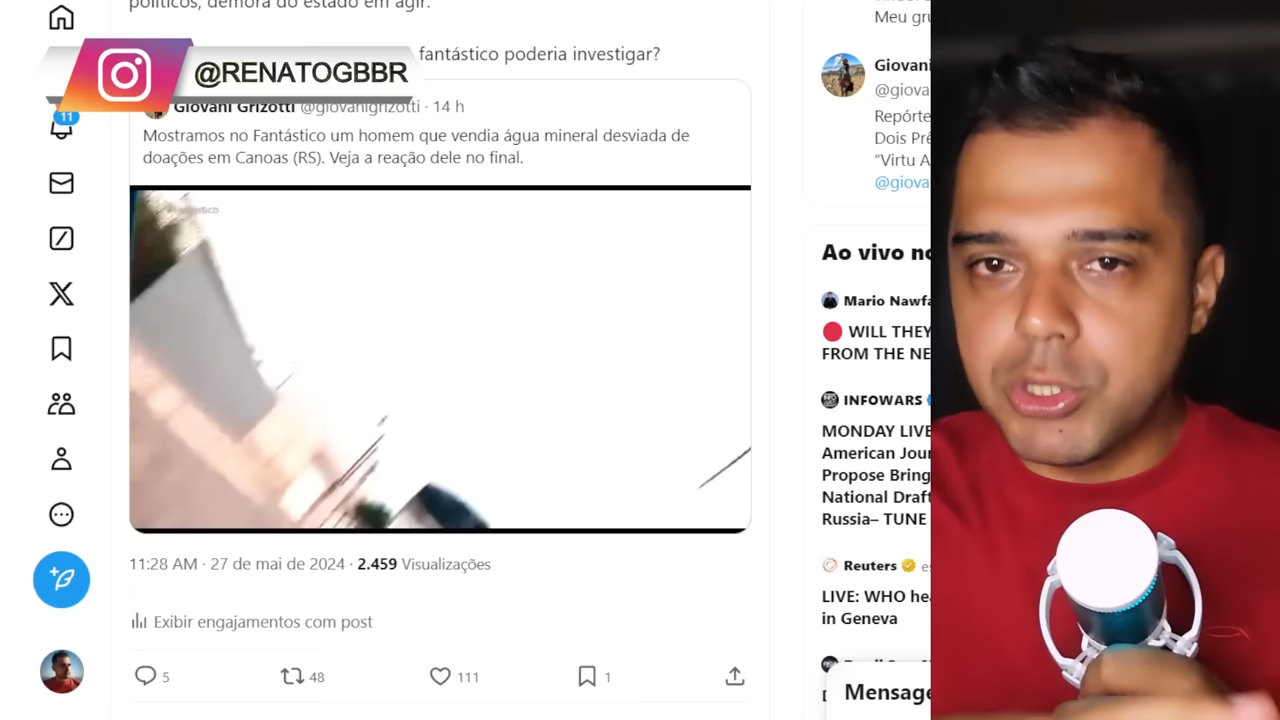 políticos, demora do estado em agir.
@RENATOGBBR
fantástico poderia investigar?
Giovani Grizotti @giovanigrizotti · 14 h
Mostramos no Fantástico um homem que vendia água mineral desviada de
doações em Canoas (RS). Veja a reação dele no final.
11:28 AM · 27 de mai de 2024 · 2.459 Visualizações
Exibir engajamentos com post
5
48
111
1
11
Meu gru
Giovani
@giova
Repórte
Dois Pré
“Virtu A
@giova
Ao vivo no
Mario Nawfa
WILL THEY
FROM THE NE
INFOWARS
MONDAY LIVE
American Jour
Propose Bring
National Draft
Russia– TUNE
Reuters
LIVE: WHO hea
in Geneva
Message